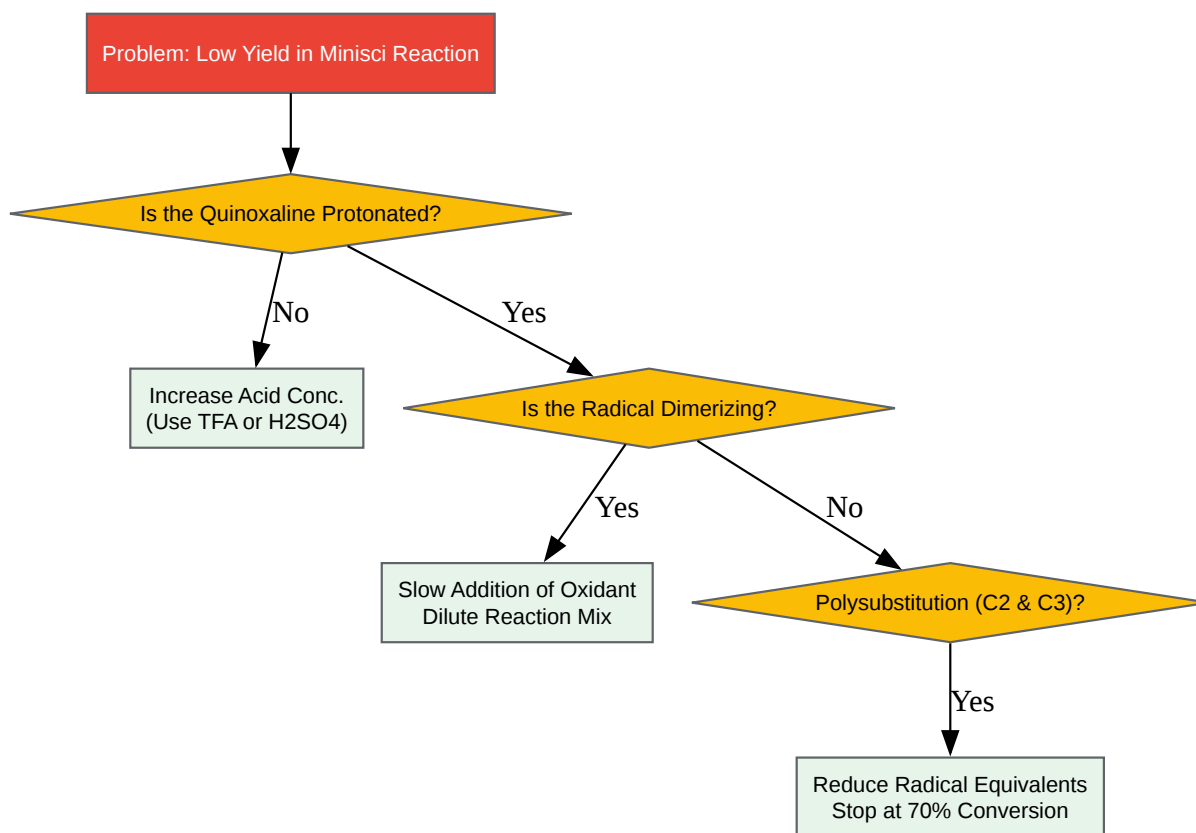 Problem: Low Yield in Minisci Reaction
Is the Quinoxaline Protonated?
No
Yes
Increase Acid Conc.
(Use TFA or H2SO4)
Is the Radical Dimerizing?
Yes
No
Slow Addition of Oxidant
Dilute Reaction Mix
Polysubstitution (C2 & C3)?
Yes
Reduce Radical Equivalents
Stop at 70% Conversion